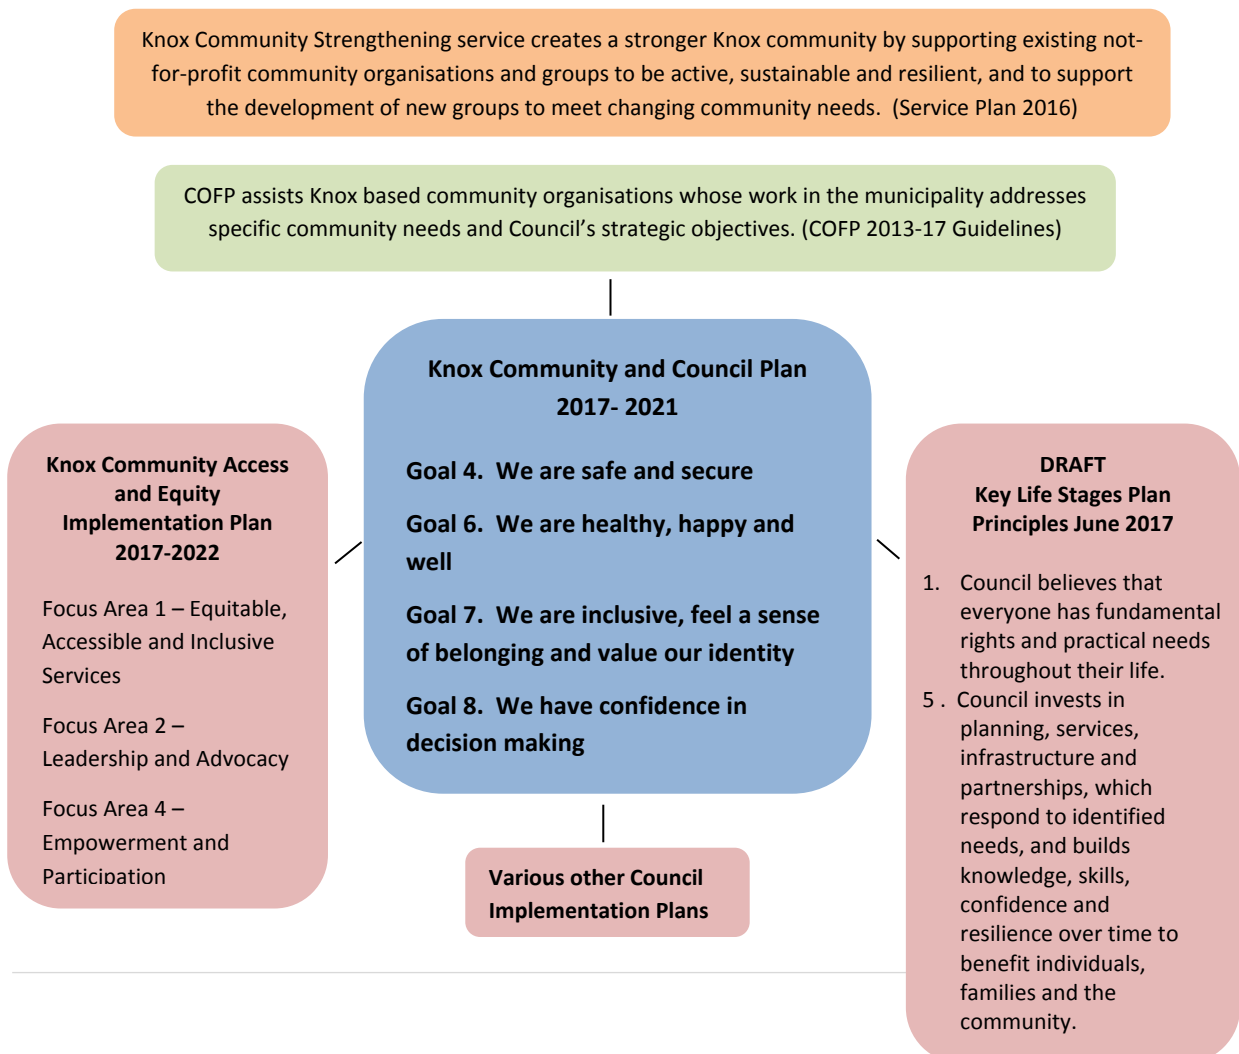 Knox Community Strengthening service creates a stronger Knox community by supporting existing not-
for-profit community organisations and groups to be active, sustainable and resilient, and to support
the development of new groups to meet changing community needs.  (Service Plan 2016)
COFP assists Knox based community organisations whose work in the municipality addresses
specific community needs and Council’s strategic objectives. (COFP 2013-17 Guidelines)
Knox Community and Council Plan
2017- 2021
Goal 4.  We are safe and secure
Goal 6.  We are healthy, happy and
well
Goal 7.  We are inclusive, feel a sense
of belonging and value our identity
Goal 8.  We have confidence in
decision making
Knox Community Access
and Equity
Implementation Plan
2017-2022
Focus Area 1 – Equitable,
Accessible and Inclusive
Services
Focus Area 2 –
Leadership and Advocacy
Focus Area 4 –
Empowerment and
Participation
DRAFT
Key Life Stages Plan
Principles June 2017
1. Council believes that
everyone has fundamental
rights and practical needs
throughout their life.
5 . Council invests in
planning, services,
infrastructure and
partnerships, which
respond to identified
needs, and builds
knowledge, skills,
confidence and
resilience over time to
benefit individuals,
families and the
community.
Various other Council
Implementation Plans